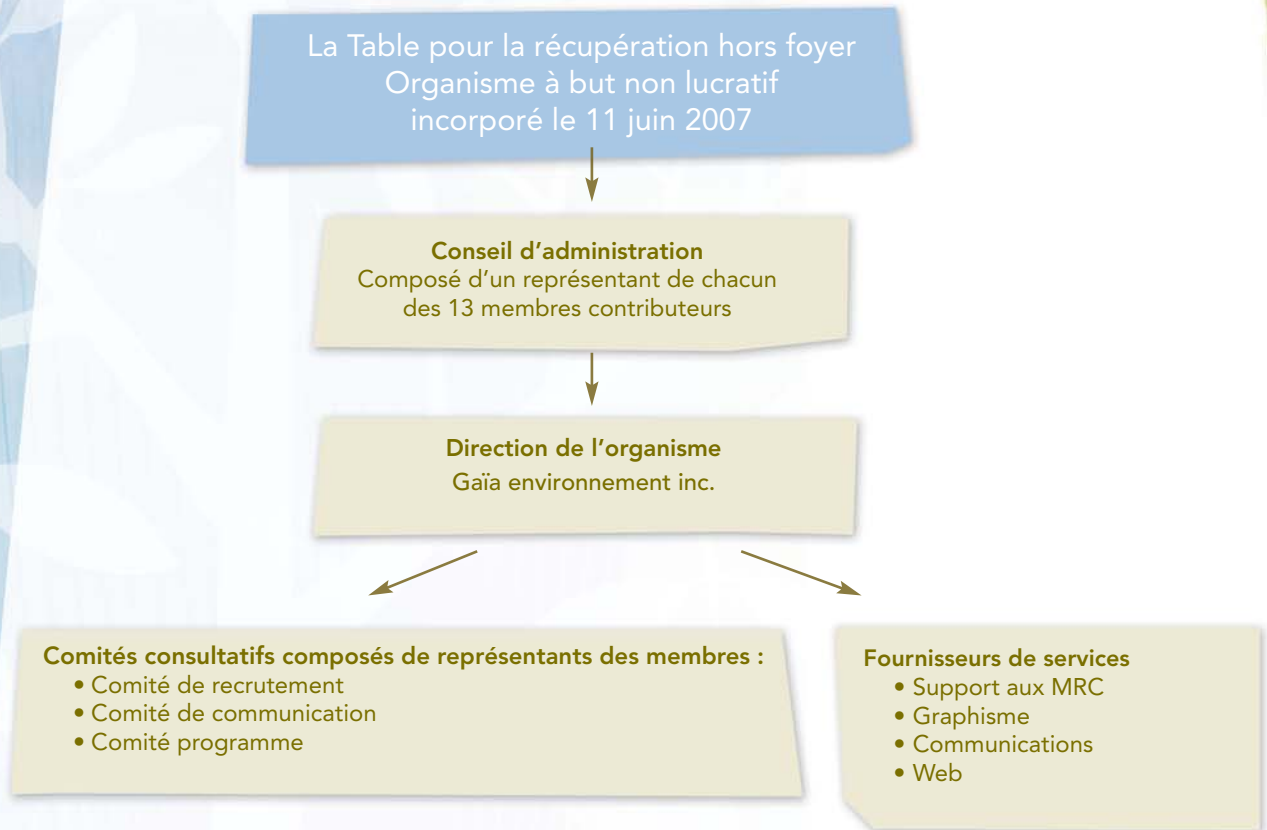 La Table pour la récupération hors foyer
Organisme à but non lucratif
incorporé le 11 juin 2007
Conseil d'administration
Composé d'un représentant de chacun
des 13 membres contributeurs
Direction de l'organisme
Gaïa environnement inc.
Comités consultatifs composés de représentants des membres :
• Comité de recrutement
• Comité de communication
• Comité programme
Fournisseurs de services
• Support aux MRC
• Graphisme
• Communications
• Web